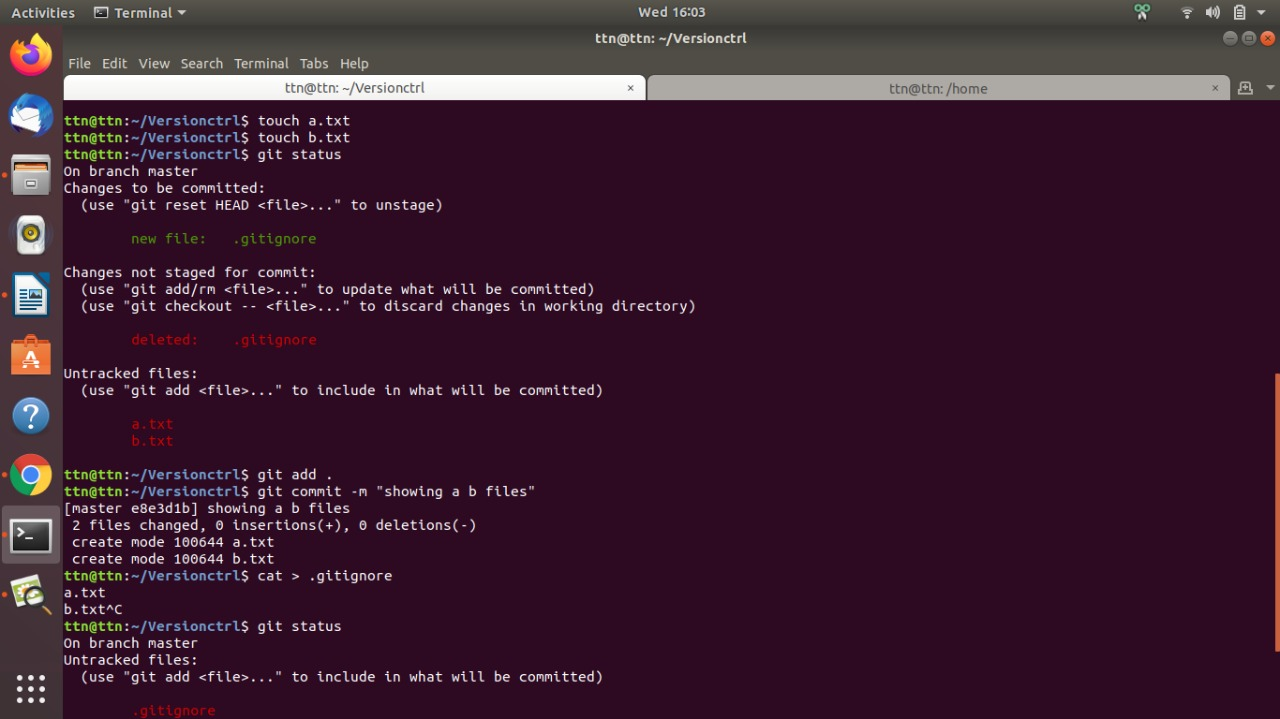 Activities Terminal Wed 16:03
ttn@ttn: ~/Versionctrl
File Edit View Search Terminal Tabs Help
ttn@ttn: ~/Versionctrl × ttn@ttn: /home ×
ttn@ttn:~/Versionctrl$ touch a.txt
ttn@ttn:~/Versionctrl$ touch b.txt
ttn@ttn:~/Versionctrl$ git status
On branch master
Changes to be committed:
  (use "git reset HEAD <file>..." to unstage)
        new file:   .gitignore
Changes not staged for commit:
  (use "git add/rm <file>..." to update what will be committed)
  (use "git checkout -- <file>..." to discard changes in working directory)
        deleted:    .gitignore
Untracked files:
  (use "git add <file>..." to include in what will be committed)
        a.txt
        b.txt
ttn@ttn:~/Versionctrl$ git add .
ttn@ttn:~/Versionctrl$ git commit -m "showing a b files"
[master e8e3d1b] showing a b files
 2 files changed, 0 insertions(+), 0 deletions(-)
 create mode 100644 a.txt
 create mode 100644 b.txt
ttn@ttn:~/Versionctrl$ cat > .gitignore
a.txt
b.txt^C
ttn@ttn:~/Versionctrl$ git status
On branch master
Untracked files:
  (use "git add <file>..." to include in what will be committed)
        .gitignore